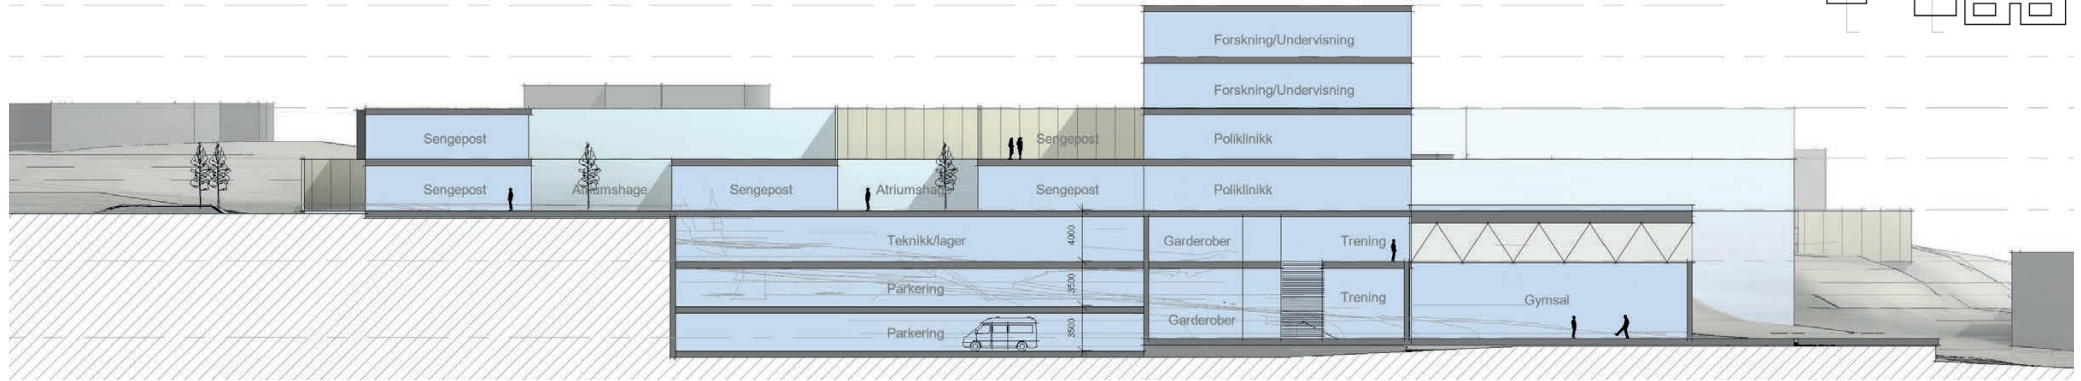 Forskning/Undervisning
Forskning/Undervisning
Sengepost
Sengepost
Poliklinikk
Sengepost
Atriumshage
Sengepost
Atriumshage
Sengepost
Poliklinikk
Teknikk/lager
4000
Garderober
Trening
Parkering
3500
Trening
Gymsal
Garderober
Parkering
3500